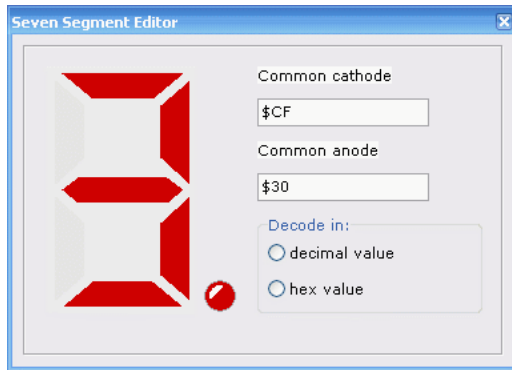 Seven Segment Editor
Common cathode
$CF
Common anode
$30
Decode in:
decimal value
hex value